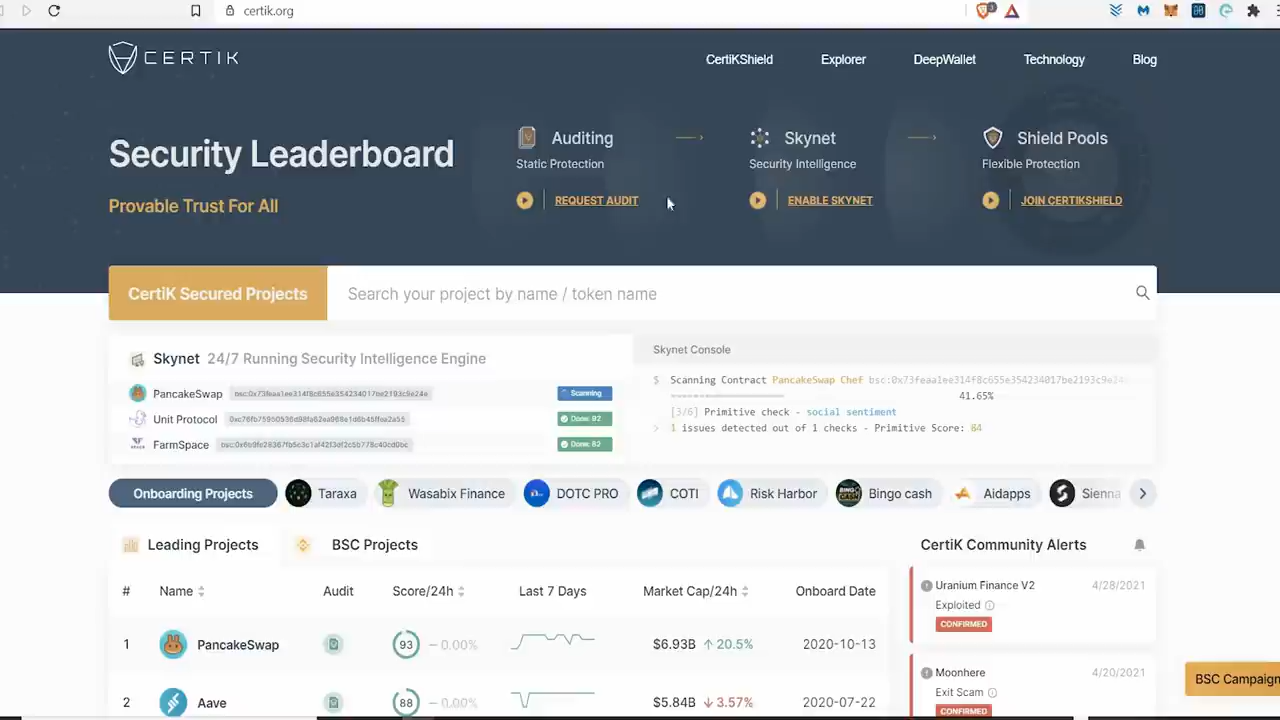 certik.org
CERTIK
CertiKShield
Explorer
DeepWallet
Technology
Blog
Security Leaderboard
Provable Trust For All
Auditing
Static Protection
REQUEST AUDIT
Skynet
Security Intelligence
ENABLE SKYNET
Shield Pools
Flexible Protection
JOIN CERTIKSHIELD
CertiK Secured Projects
Search your project by name / token name
Skynet 24/7 Running Security Intelligence Engine
PancakeSwap
Scanning
Unit Protocol
Done: 92
FarmSpace
Done: 82
Skynet Console
$ Scanning Contract PancakeSwap Chef
41.65%
[3/6] Primitive check - social sentiment
> 1 issues detected out of 1 checks - Primitive Score: 84
Onboarding Projects
Taraxa
Wasabix Finance
DOTC PRO
COTI
Risk Harbor
Bingo cash
Aidapps
Sienna
Leading Projects
BSC Projects
# Name Audit Score/24h Last 7 Days Market Cap/24h Onboard Date
1 PancakeSwap 93 – 0.00% $6.93B ↑ 20.5% 2020-10-13
2 Aave 88 – 0.00% $5.84B ↓ 3.57% 2020-07-22
CertiK Community Alerts
Uranium Finance V2 4/28/2021
Exploited
CONFIRMED
Moonhere 4/20/2021
Exit Scam
CONFIRMED
BSC Campaign